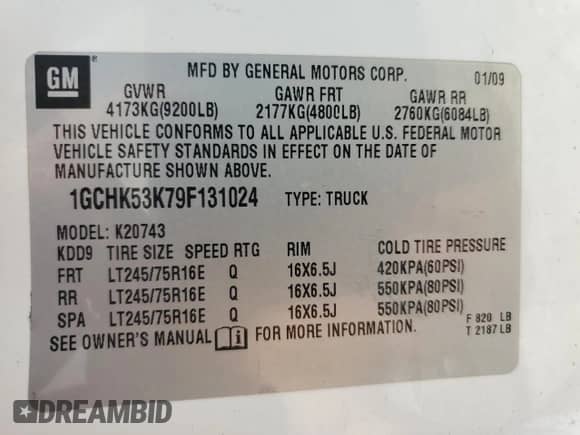 GM ®
MFD BY GENERAL MOTORS CORP. 01/09
GVWR GAWR FRT GAWR RR
4173KG(9200LB) 2177KG(4800LB) 2760KG(6084LB)
THIS VEHICLE CONFORMS TO ALL APPLICABLE U.S. FEDERAL MOTOR
VEHICLE SAFETY STANDARDS IN EFFECT ON THE DATE OF
MANUFACTURE SHOWN ABOVE.
1GCHK53K79F131024 TYPE: TRUCK
MODEL: K20743
KDD9 TIRE SIZE SPEED RTG RIM COLD TIRE PRESSURE
FRT LT245/75R16E Q 16X6.5J 420KPA(60PSI)
RR LT245/75R16E Q 16X6.5J 550KPA(80PSI)
SPA LT245/75R16E Q 16X6.5J 550KPA(80PSI)
F 820 LB
T 2187 LB
SEE OWNER'S MANUAL FOR MORE INFORMATION.
DREAMBID